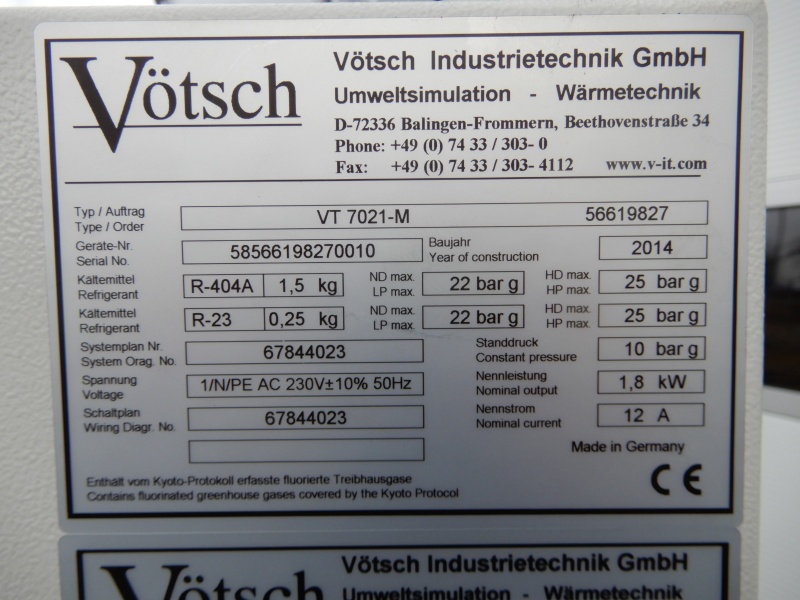 Vötsch
Vötsch Industrietechnik GmbH
Umweltsimulation - Wärmetechnik
D-72336 Balingen-Frommern, Beethovenstraße 34
Phone: +49 (0) 74 33 / 303- 0
Fax: +49 (0) 74 33 / 303- 4112 www.v-it.com
Typ / Auftrag
Type / Order
VT 7021-M 56619827
Geräte-Nr.
Serial No.
58566198270010
Baujahr
Year of construction
2014
Kältemittel
Refrigerant
R-404A 1,5 kg
ND max.
LP max.
22 bar g
HD max.
HP max.
25 bar g
Kältemittel
Refrigerant
R-23 0,25 kg
ND max.
LP max.
22 bar g
HD max.
HP max.
25 bar g
Systemplan Nr.
System Orag. No.
67844023
Standdruck
Constant pressure
10 bar g
Spannung
Voltage
1/N/PE AC 230V±10% 50Hz
Nennleistung
Nominal output
1,8 kW
Schaltplan
Wiring Diagr. No.
67844023
Nennstrom
Nominal current
12 A
Made in Germany
Enthält vom Kyoto-Protokoll erfasste fluorierte Treibhausgase
Contains fluorinated greenhouse gases covered by the Kyoto Protocol
CE
Vötsch
Vötsch Industrietechnik GmbH
Umweltsimulation - Wärmetechnik